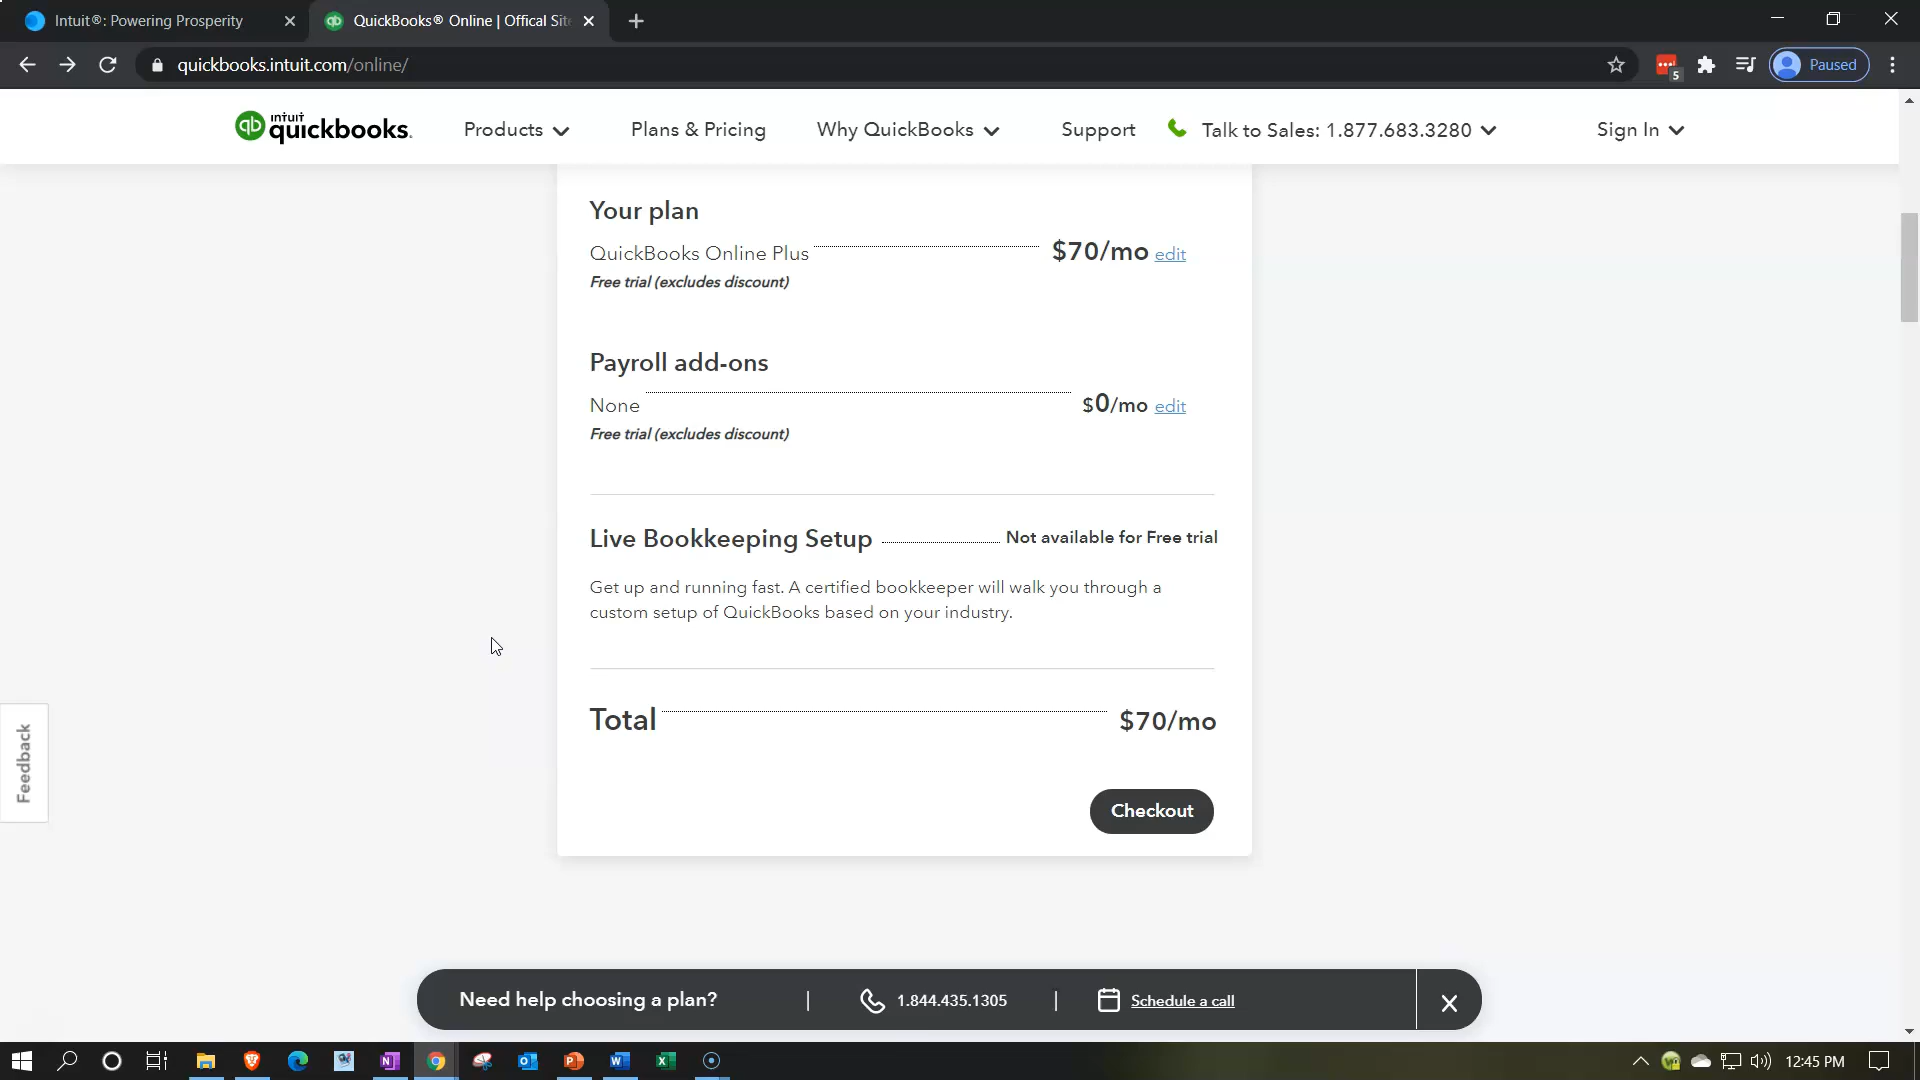 Intuit®: Powering Prosperity
QuickBooks® Online | Offical Sit
quickbooks.intuit.com/online/
5
Paused
qb intuit quickbooks.
Products
Plans & Pricing
Why QuickBooks
Support
Talk to Sales: 1.877.683.3280
Sign In
Your plan
QuickBooks Online Plus $70/mo edit
Free trial (excludes discount)
Payroll add-ons
None $0/mo edit
Free trial (excludes discount)
Live Bookkeeping Setup Not available for Free trial
Get up and running fast. A certified bookkeeper will walk you through a
custom setup of QuickBooks based on your industry.
Total $70/mo
Checkout
Feedback
Need help choosing a plan? | 1.844.435.1305 | Schedule a call
12:45 PM